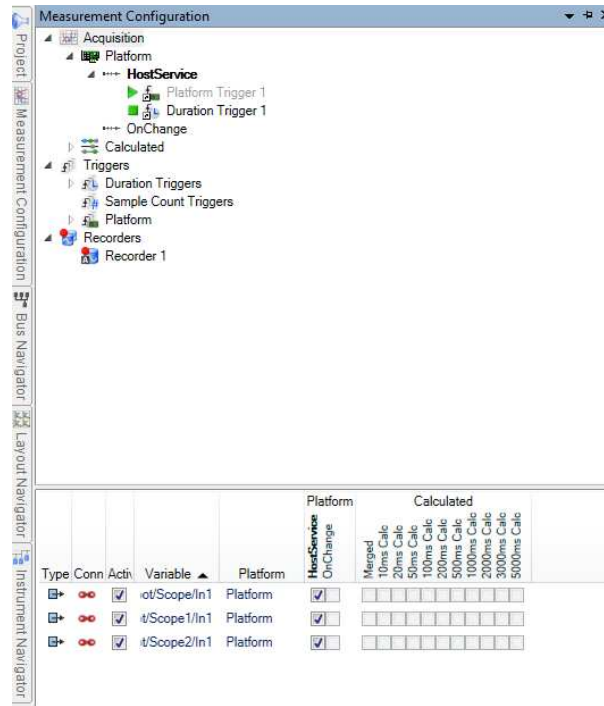 Measurement Configuration
Acquisition
Platform
HostService
Platform Trigger 1
Duration Trigger 1
OnChange
Calculated
Triggers
Duration Triggers
Sample Count Triggers
Platform
Recorders
Recorder 1
Project
Measurement Configuration
Bus Navigator
Layout Navigator
Instrument Navigator
Platform Calculated
HostService
OnChange
Merged
10ms Calc
20ms Calc
50ms Calc
100ms Calc
200ms Calc
500ms Calc
1000ms Calc
2000ms Calc
3000ms Calc
5000ms Calc
Type Conn Activ Variable Platform
ot/Scope/In1 Platform
t/Scope1/In1 Platform
t/Scope2/In1 Platform